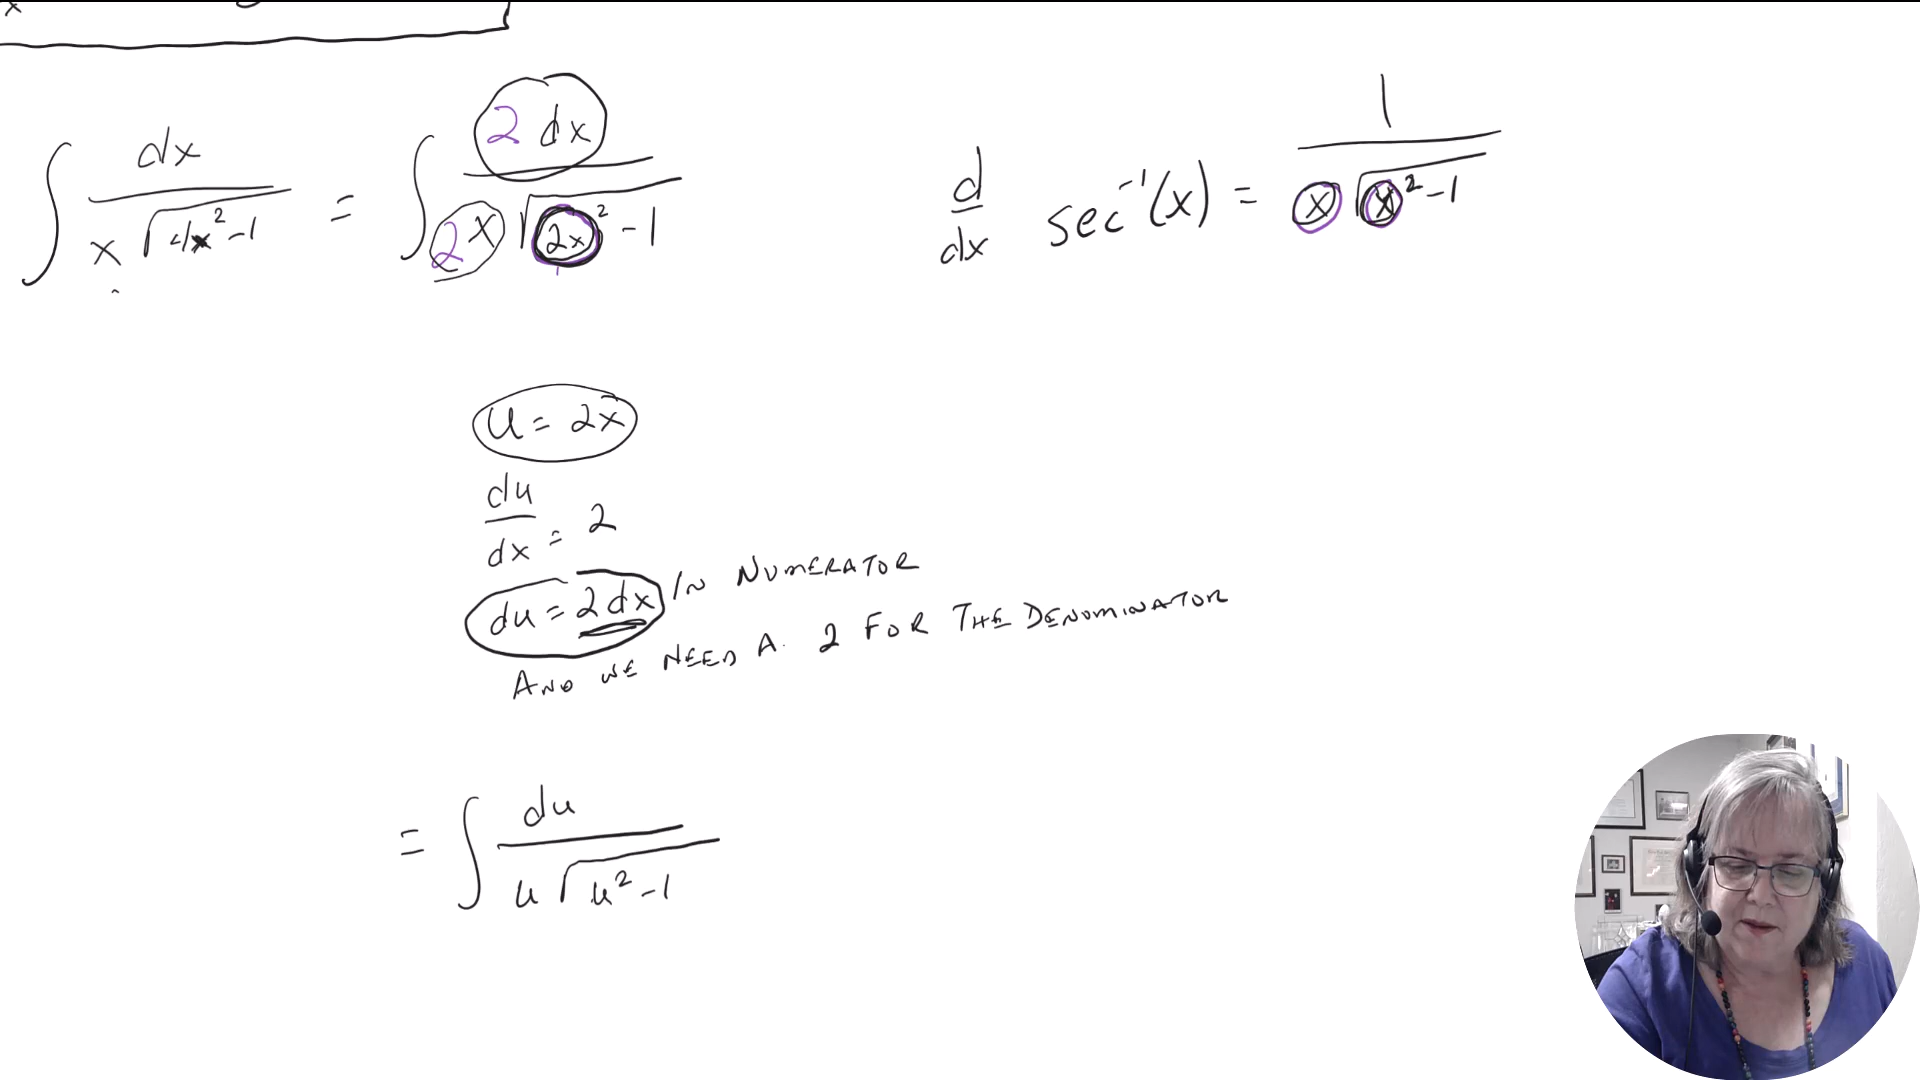 x
∫ dx / (x √(4x² - 1)) = ∫ 2 dx / (2x √((2x)² - 1))
d/dx sec⁻¹(x) = 1 / (x √(x² - 1))
u = 2x
du/dx = 2
du = 2dx IN NUMERATOR
AND WE NEED A 2 FOR THE DENOMINATOR
= ∫ du / (u √(u² - 1))